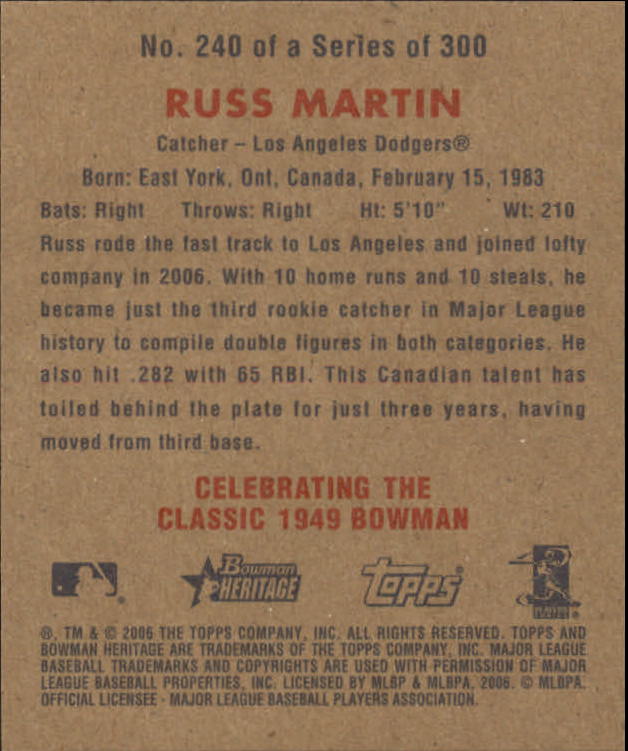 No. 240 of a Series of 300
RUSS MARTIN
Catcher – Los Angeles Dodgers®
Born: East York, Ont, Canada, February 15, 1983
Bats: Right Throws: Right Ht: 5'10" Wt: 210
Russ rode the fast track to Los Angeles and joined lofty
company in 2006. With 10 home runs and 10 steals, he
became just the third rookie catcher in Major League
history to compile double figures in both categories. He
also hit .282 with 65 RBI. This Canadian talent has
toiled behind the plate for just three years, having
moved from third base.
CELEBRATING THE
CLASSIC 1949 BOWMAN
Bowman
HERITAGE
Topps®
PLAYERS
CHOICE ®
®, TM & © 2006 THE TOPPS COMPANY, INC. ALL RIGHTS RESERVED. TOPPS AND
BOWMAN HERITAGE ARE TRADEMARKS OF THE TOPPS COMPANY, INC. MAJOR LEAGUE
BASEBALL TRADEMARKS AND COPYRIGHTS ARE USED WITH PERMISSION OF MAJOR
LEAGUE BASEBALL PROPERTIES, INC. LICENSED BY MLBP & MLBPA, 2006. © MLBPA.
OFFICIAL LICENSEE - MAJOR LEAGUE BASEBALL PLAYERS ASSOCIATION.